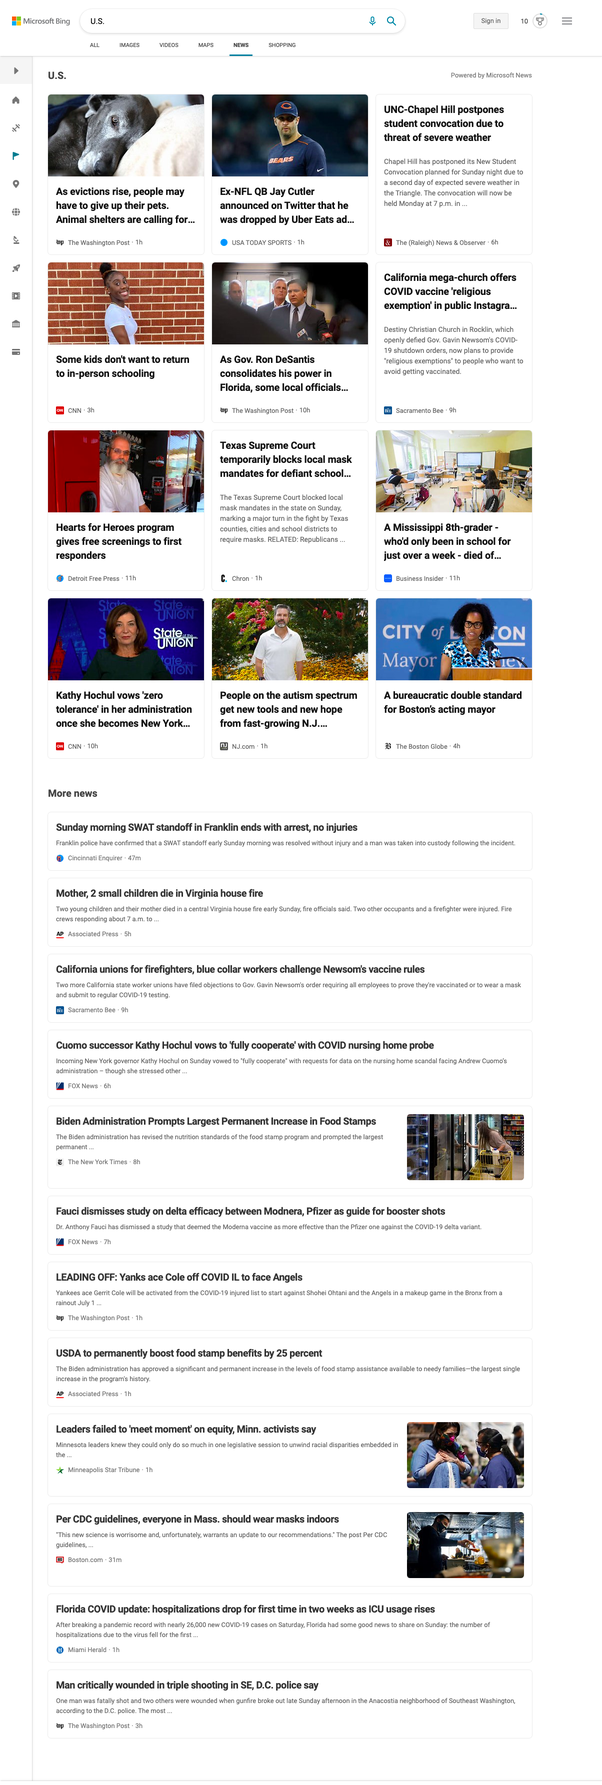 Microsoft Bing
U.S.
Sign in
10
ALL
IMAGES
VIDEOS
MAPS
NEWS
SHOPPING
U.S.
Powered by Microsoft News
As evictions rise, people may
have to give up their pets.
Animal shelters are calling for...
The Washington Post · 1h
BEARS
Ex-NFL QB Jay Cutler
announced on Twitter that he
was dropped by Uber Eats ad...
USA TODAY SPORTS · 1h
UNC-Chapel Hill postpones
student convocation due to
threat of severe weather
Chapel Hill has postponed its New Student
Convocation planned for Sunday night due to
a second day of expected severe weather in
the Triangle. The convocation will now be
held Monday at 7 p.m. in ...
The (Raleigh) News & Observer · 6h
Some kids don't want to return
to in-person schooling
CNN · 3h
As Gov. Ron DeSantis
consolidates his power in
Florida, some local officials...
The Washington Post · 10h
California mega-church offers
COVID vaccine 'religious
exemption' in public Instagra...
Destiny Christian Church in Rocklin, which
openly defied Gov. Gavin Newsom's COVID-
19 shutdown orders, now plans to provide
"religious exemptions" to people who want to
avoid getting vaccinated.
Sacramento Bee · 9h
Hearts for Heroes program
gives free screenings to first
responders
Detroit Free Press · 11h
Texas Supreme Court
temporarily blocks local mask
mandates for defiant school...
The Texas Supreme Court blocked local
mask mandates in the state on Sunday,
marking a major turn in the fight by Texas
counties, cities and school districts to
require masks. RELATED: Republicans ...
Chron · 1h
A Mississippi 8th-grader -
who'd only been in school for
just over a week - died of...
Business Insider · 11h
State of the UNION
State of the UNION
Kathy Hochul vows 'zero
tolerance' in her administration
once she becomes New York...
CNN · 10h
People on the autism spectrum
get new tools and new hope
from fast-growing N.J....
NJ.com · 1h
CITY of
Mayor
A bureaucratic double standard
for Boston's acting mayor
The Boston Globe · 4h
More news
Sunday morning SWAT standoff in Franklin ends with arrest, no injuries
Franklin police have confirmed that a SWAT standoff early Sunday morning was resolved without injury and a man was taken into custody following the incident.
Cincinnati Enquirer · 47m
Mother, 2 small children die in Virginia house fire
Two young children and their mother died in a central Virginia house fire early Sunday, fire officials said. Two other occupants and a firefighter were injured. Fire
crews responding about 7 a.m. to ...
AP Associated Press · 5h
California unions for firefighters, blue collar workers challenge Newsom's vaccine rules
Two more California state worker unions have filed objections to Gov. Gavin Newsom's order requiring all employees to prove they're vaccinated or to wear a mask
and submit to regular COVID-19 testing.
Sacramento Bee · 9h
Cuomo successor Kathy Hochul vows to 'fully cooperate' with COVID nursing home probe
Incoming New York governor Kathy Hochul on Sunday vowed to "fully cooperate" with requests for data on the nursing home scandal facing Andrew Cuomo's
administration – though she stressed other ...
FOX News · 6h
Biden Administration Prompts Largest Permanent Increase in Food Stamps
The Biden administration has revised the nutrition standards of the food stamp program and prompted the largest
permanent ...
The New York Times · 8h
Fauci dismisses study on delta efficacy between Modnera, Pfizer as guide for booster shots
Dr. Anthony Fauci has dismissed a study that deemed the Moderna vaccine as more effective than the Pfizer one against the COVID-19 delta variant.
FOX News · 7h
LEADING OFF: Yanks ace Cole off COVID IL to face Angels
Yankees ace Gerrit Cole will be activated from the COVID-19 injured list to start against Shohei Ohtani and the Angels in a makeup game in the Bronx from a
rainout July 1 ...
The Washington Post · 1h
USDA to permanently boost food stamp benefits by 25 percent
The Biden administration has approved a significant and permanent increase in the levels of food stamp assistance available to needy families—the largest single
increase in the program's history.
AP Associated Press · 1h
Leaders failed to 'meet moment' on equity, Minn. activists say
Minnesota leaders knew they could only do so much in one legislative session to unwind racial disparities embedded in
the ...
Minneapolis Star Tribune · 1h
Per CDC guidelines, everyone in Mass. should wear masks indoors
"This new science is worrisome and, unfortunately, warrants an update to our recommendations." The post Per CDC
guidelines, ...
Boston.com · 31m
Florida COVID update: hospitalizations drop for first time in two weeks as ICU usage rises
After breaking a pandemic record with nearly 26,000 new COVID-19 cases on Saturday, Florida had some good news to share on Sunday: the number of
hospitalizations due to the virus fell for the first ...
Miami Herald · 1h
Man critically wounded in triple shooting in SE, D.C. police say
One man was fatally shot and two others were wounded when gunfire broke out late Sunday afternoon in the Anacostia neighborhood of Southeast Washington,
according to the D.C. police. The most ...
The Washington Post · 3h